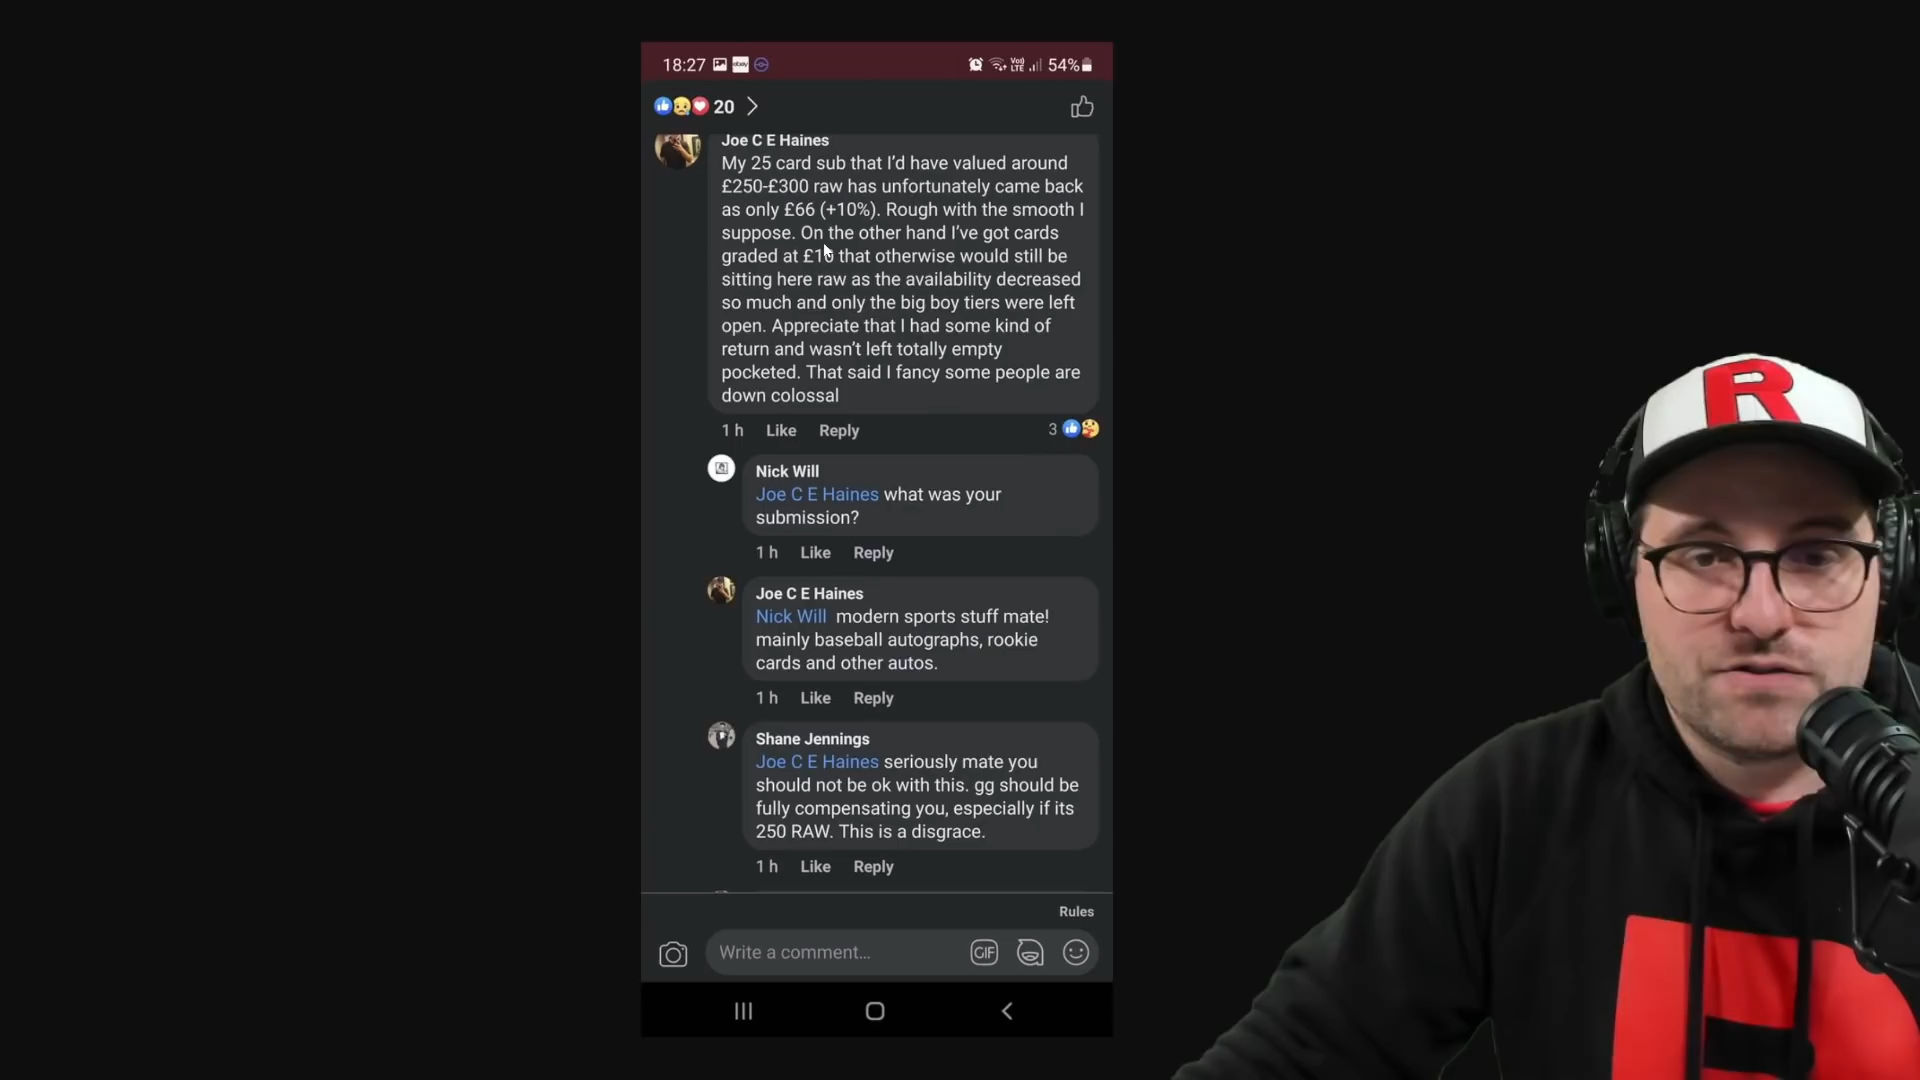 18:27 ebay Vo) LTE 54%
20
Joe C E Haines
My 25 card sub that I'd have valued around
£250-£300 raw has unfortunately came back
as only £66 (+10%). Rough with the smooth I
suppose. On the other hand I've got cards
graded at £10 that otherwise would still be
sitting here raw as the availability decreased
so much and only the big boy tiers were left
open. Appreciate that I had some kind of
return and wasn't left totally empty
pocketed. That said I fancy some people are
down colossal
1 h Like Reply 3
Nick Will
Joe C E Haines what was your
submission?
1 h Like Reply
Joe C E Haines
Nick Will modern sports stuff mate!
mainly baseball autographs, rookie
cards and other autos.
1 h Like Reply
Shane Jennings
Joe C E Haines seriously mate you
should not be ok with this. gg should be
fully compensating you, especially if its
250 RAW. This is a disgrace.
1 h Like Reply
Rules
Write a comment...
GIF
R